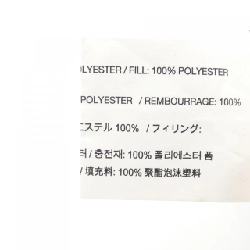 LYESTER / FILL: 100% POLYESTER
POLYESTER / REMBOURRAGE: 100%
エステル 100% / フィリング:
/ 충전재: 100% 폴리에스터 폼
/ 填充料: 100% 聚酯泡沫塑料